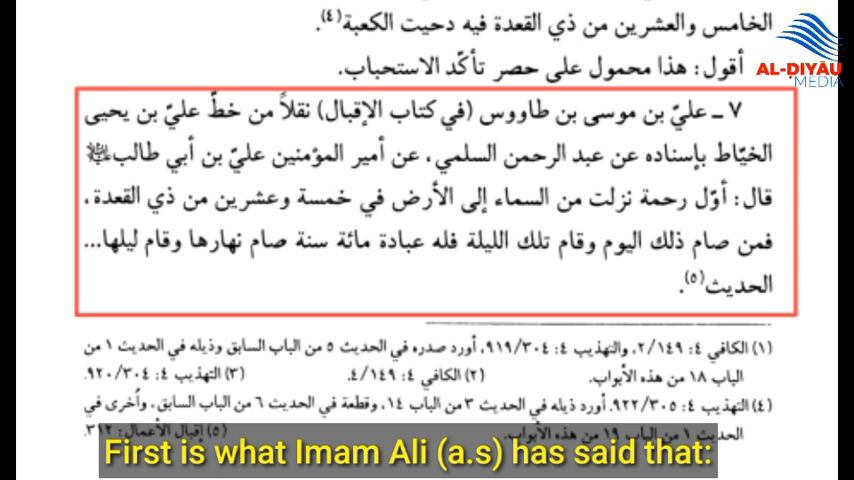 الخامس والعشرين من ذي القعدة فيه دحيت الكعبة (٤).
أقول: هذا محمول على حصر تأكّد الاستحباب.
AL-ḌIYĀU
MEDIA
٧ ـ عليّ بن موسى بن طاووس (في كتاب الإقبال) نقلاً من خطّ عليّ بن يحيى
الخيّاط بإسناده عن عبد الرحمن السلمي، عن أمير المؤمنين عليّ بن أبي طالب
قال: أوّل رحمة نزلت من السماء إلى الأرض في خمسة وعشرين من ذي القعدة،
فمن صام ذلك اليوم وقام تلك الليلة فله عبادة مائة سنة صام نهارها وقام ليلها...
الحديث (٥).
(١) الكافي ٤: ٢/١٤٩، والتهذيب ٤: ٩١٩/٣٠٤، أورد صدره في الحديث ٥ من الباب السابق وذيله في الحديث ١ من
الباب ١٨ من هذه الأبواب. (٢) الكافي ٤: ٤/١٤٩. (٣) التهذيب ٤: ٩٢٠/٣٠٤.
(٤) التهذيب ٤: ٩٢٢/٣٠٥. أورد ذيله في الحديث ٣ من الباب ١٤، وقطعة في الحديث ٦ من الباب السابق، وأخرى في
الحديث ١ من الباب ١٩ من هذه الأبواب. (٥) إقبال الأعمال: ٣١٢.
First is what Imam Ali (a.s) has said that: